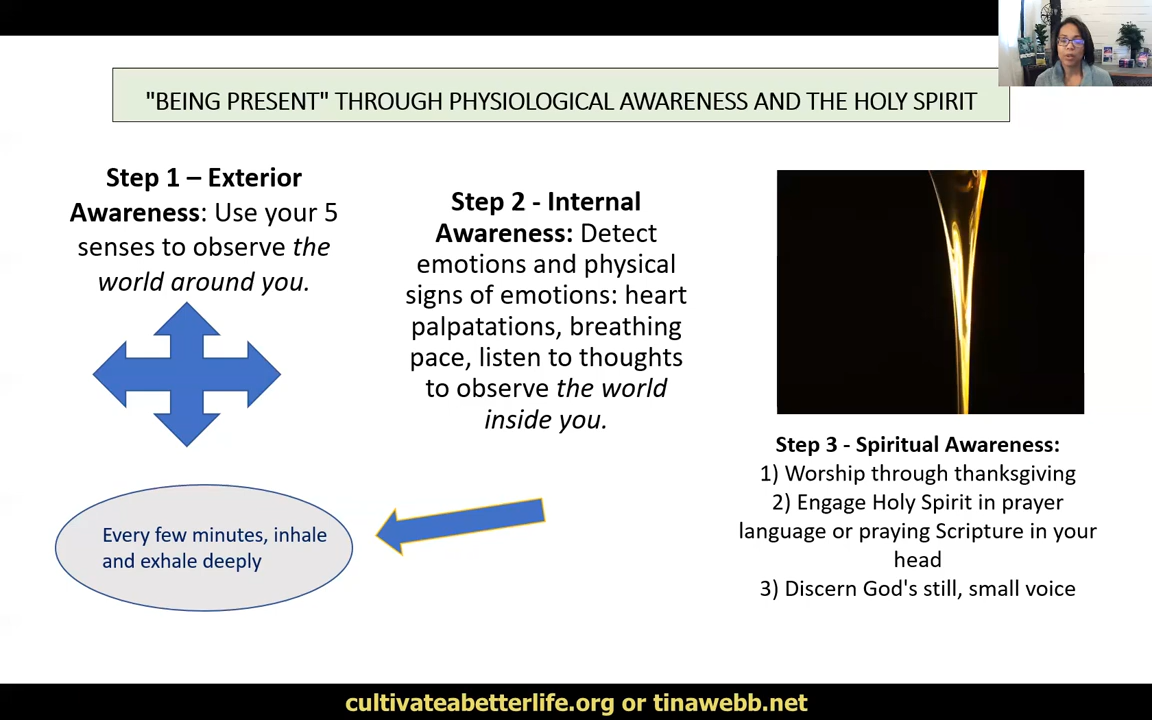 "BEING PRESENT" THROUGH PHYSIOLOGICAL AWARENESS AND THE HOLY SPIRIT
Step 1 – Exterior
Awareness: Use your 5
senses to observe the
world around you.
Every few minutes, inhale
and exhale deeply
Step 2 - Internal
Awareness: Detect
emotions and physical
signs of emotions: heart
palpatations, breathing
pace, listen to thoughts
to observe the world
inside you.
Step 3 - Spiritual Awareness:
1) Worship through thanksgiving
2) Engage Holy Spirit in prayer
language or praying Scripture in your
head
3) Discern God's still, small voice
cultivateabetterlife.org or tinawebb.net